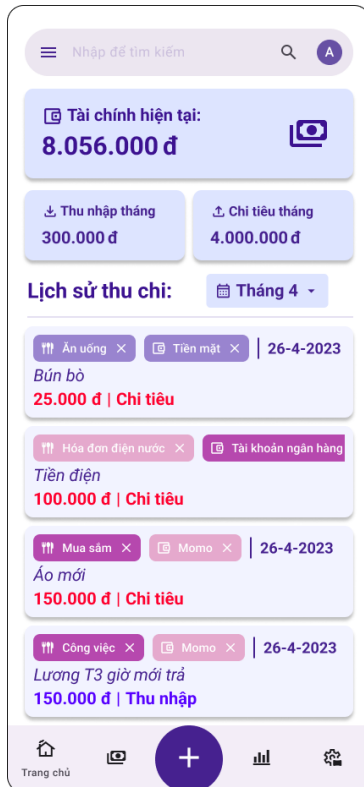 Nhập để tìm kiếm A
Tài chính hiện tại:
8.056.000 đ
Thu nhập tháng
300.000 đ
Chi tiêu tháng
4.000.000 đ
Lịch sử thu chi: Tháng 4
Ăn uống Tiền mặt 26-4-2023
Bún bò
25.000 đ | Chi tiêu
Hóa đơn điện nước Tài khoản ngân hàng
Tiền điện
100.000 đ | Chi tiêu
Mua sắm Momo 26-4-2023
Áo mới
150.000 đ | Chi tiêu
Công việc Momo 26-4-2023
Lương T3 giờ mới trả
150.000 đ | Thu nhập
Trang chủ